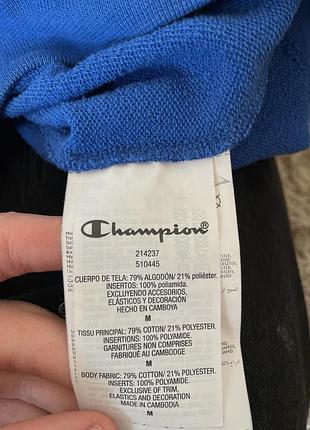 Champion®
214237
510445
CUERPO DE TELA: 79% ALGODÓN/ 21% poliéster.
INSERTOS: 100% poliamida.
EXCLUYENDO ACCESORIOS,
ELÁSTICOS Y DECORACIÓN
HECHO EN CAMBOYA
M
TISSU PRINCIPAL: 79% COTON/ 21% POLYESTER.
INSERTIONS: 100% POLYAMIDE.
GARNITURES NON COMPRISES
FABRIQUÉ AU CAMBODGE
M
BODY FABRIC: 79% COTTON/ 21% POLYESTER.
INSERTS: 100% POLYAMIDE.
EXCLUSIVE OF TRIM,
ELASTICS AND DECORATION
MADE IN CAMBODIA
M